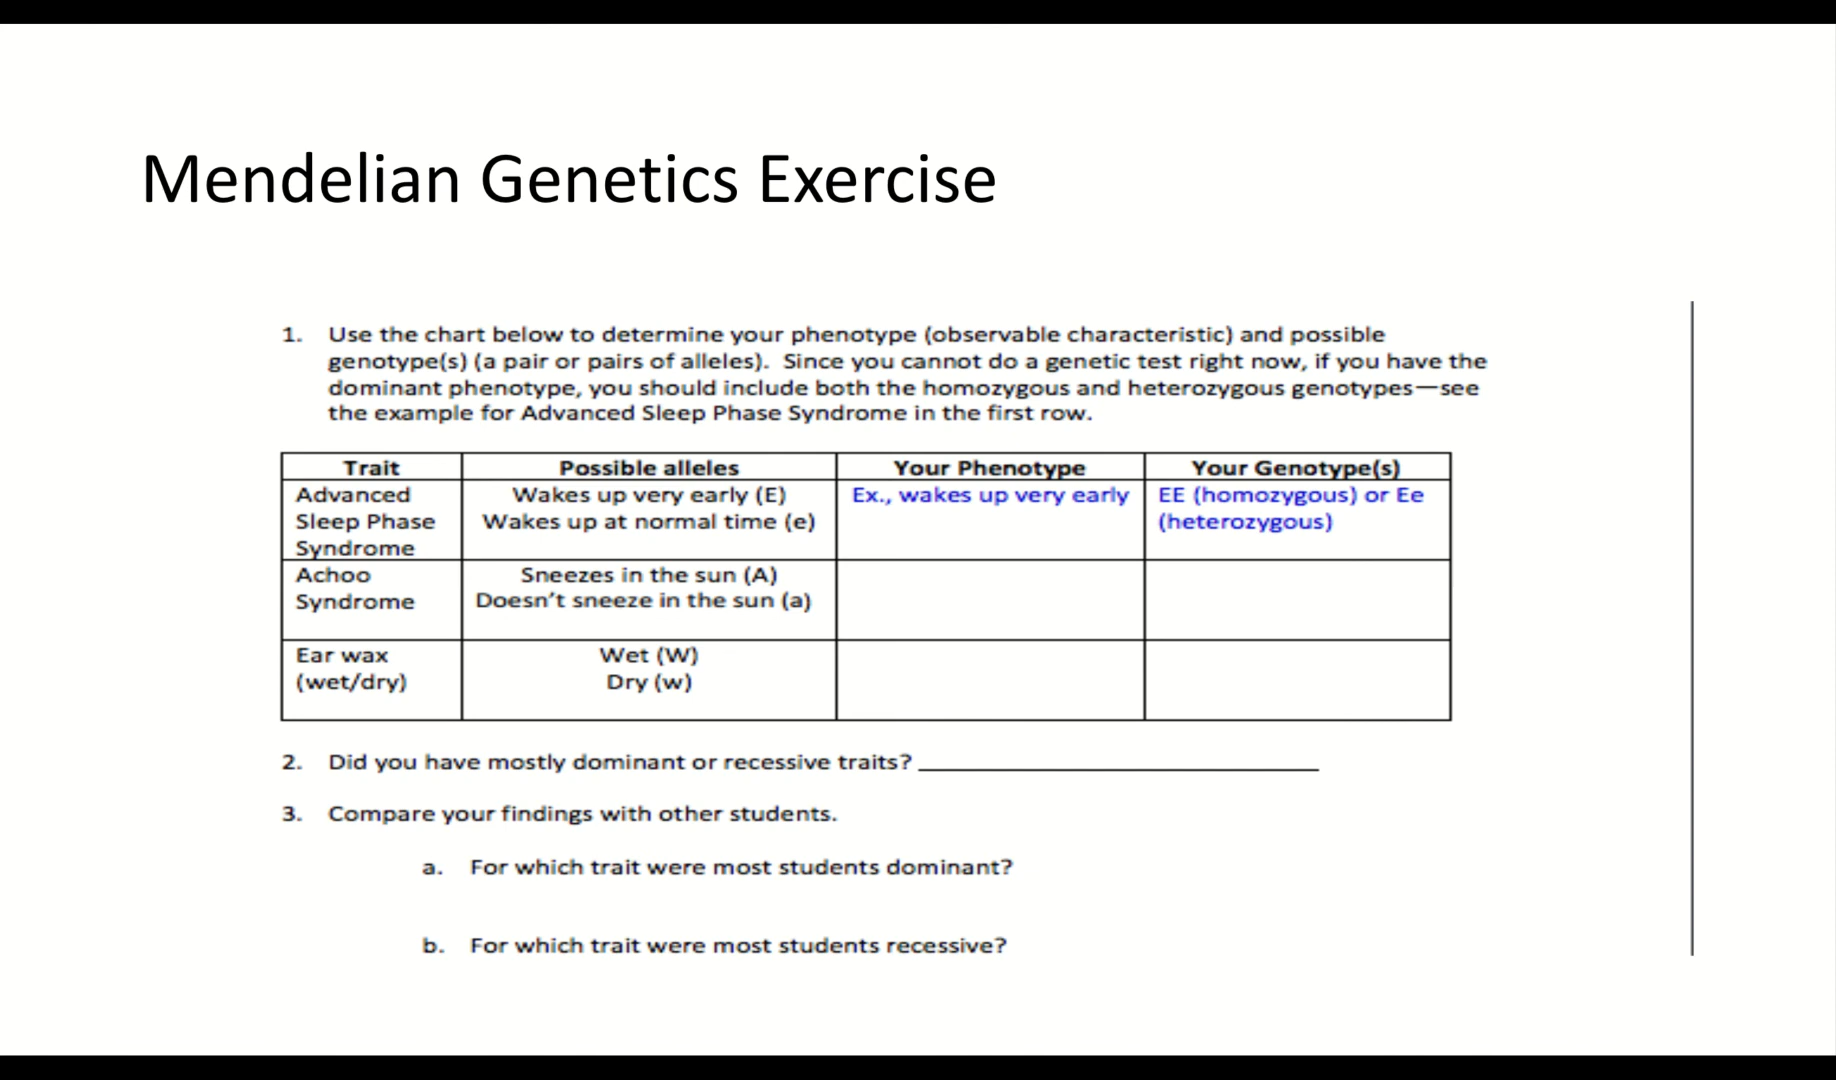 Mendelian Genetics Exercise
1. Use the chart below to determine your phenotype (observable characteristic) and possible
genotype(s) (a pair or pairs of alleles). Since you cannot do a genetic test right now, if you have the
dominant phenotype, you should include both the homozygous and heterozygous genotypes—see
the example for Advanced Sleep Phase Syndrome in the first row.
Trait Possible alleles Your Phenotype Your Genotype(s)
Advanced Wakes up very early (E) Ex., wakes up very early EE (homozygous) or Ee
Sleep Phase Wakes up at normal time (e) (heterozygous)
Syndrome
Achoo Sneezes in the sun (A)
Syndrome Doesn't sneeze in the sun (a)
Ear wax Wet (W)
(wet/dry) Dry (w)
2. Did you have mostly dominant or recessive traits?
3. Compare your findings with other students.
a. For which trait were most students dominant?
b. For which trait were most students recessive?